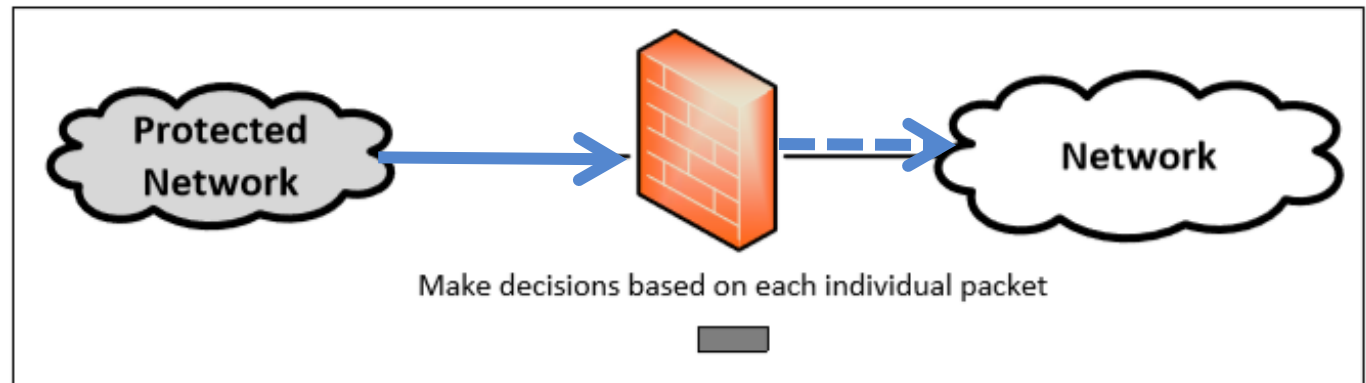 Protected
Network
Network
Make decisions based on each individual packet